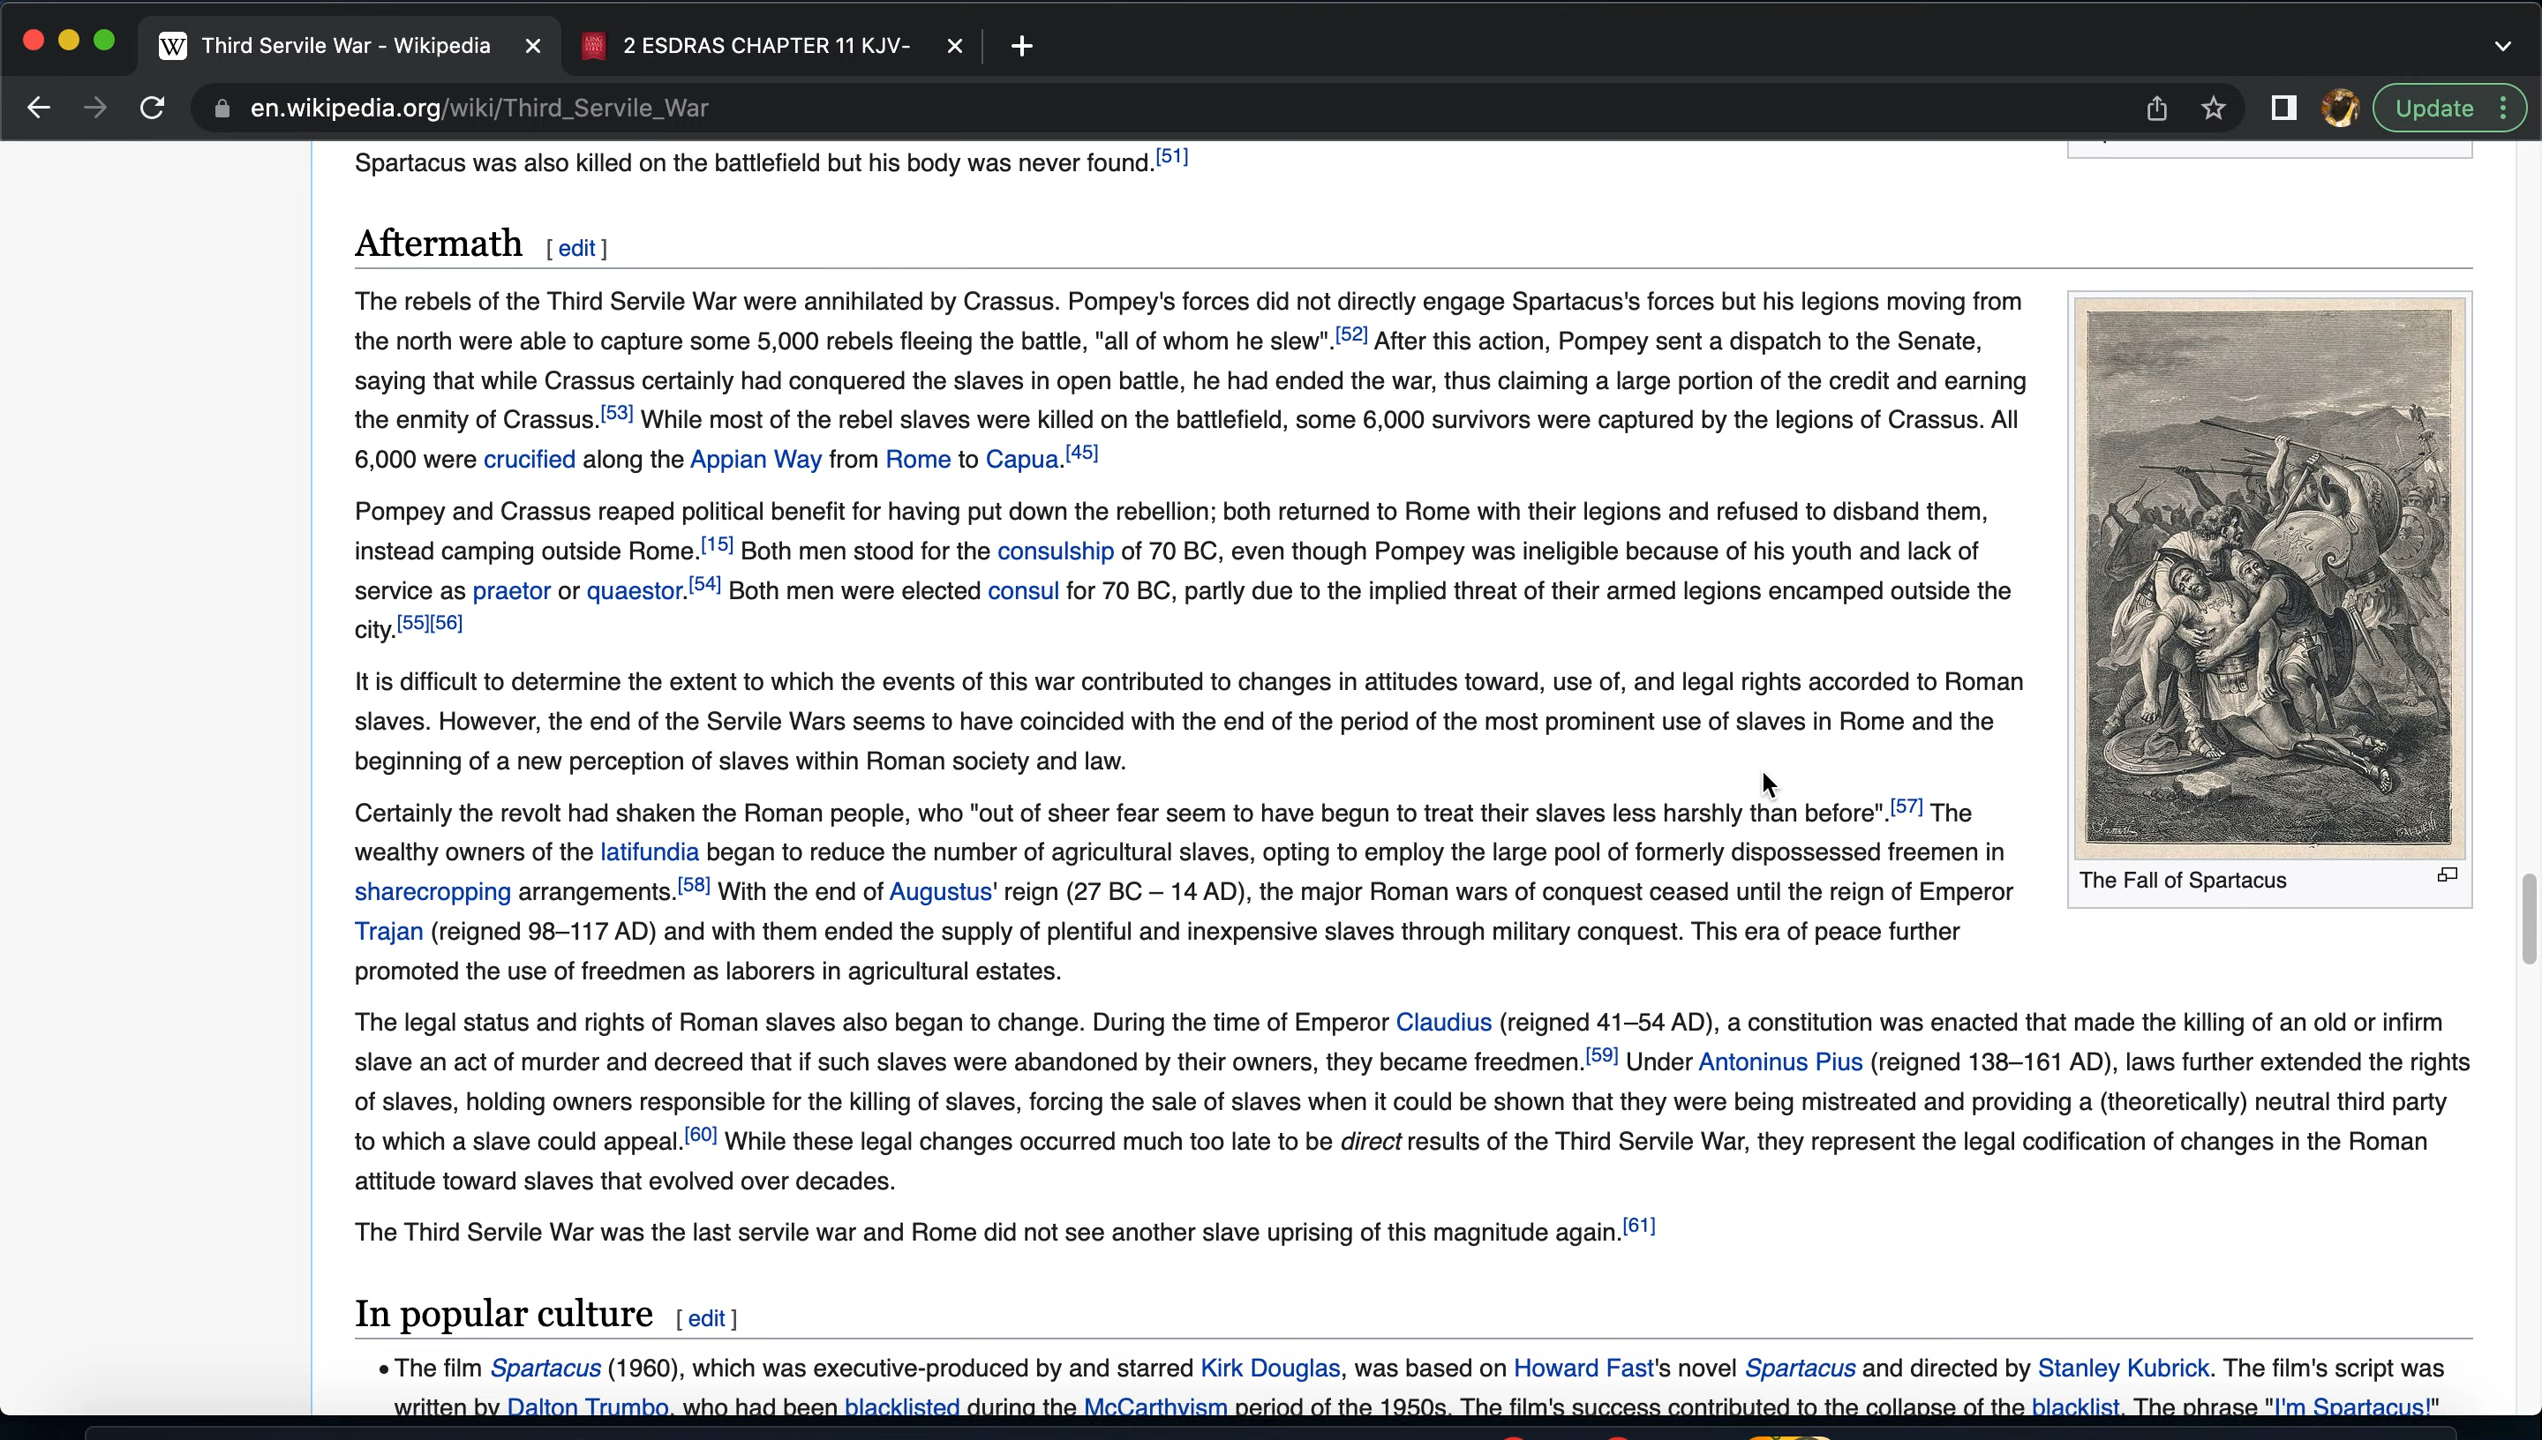 Third Servile War - Wikipedia
2 ESDRAS CHAPTER 11 KJV-
en.wikipedia.org/wiki/Third_Servile_War
Update
Spartacus was also killed on the battlefield but his body was never found.[51]
Aftermath [ edit ]
The rebels of the Third Servile War were annihilated by Crassus. Pompey's forces did not directly engage Spartacus's forces but his legions moving from
the north were able to capture some 5,000 rebels fleeing the battle, "all of whom he slew".[52] After this action, Pompey sent a dispatch to the Senate,
saying that while Crassus certainly had conquered the slaves in open battle, he had ended the war, thus claiming a large portion of the credit and earning
the enmity of Crassus.[53] While most of the rebel slaves were killed on the battlefield, some 6,000 survivors were captured by the legions of Crassus. All
6,000 were crucified along the Appian Way from Rome to Capua.[45]
Pompey and Crassus reaped political benefit for having put down the rebellion; both returned to Rome with their legions and refused to disband them,
instead camping outside Rome.[15] Both men stood for the consulship of 70 BC, even though Pompey was ineligible because of his youth and lack of
service as praetor or quaestor.[54] Both men were elected consul for 70 BC, partly due to the implied threat of their armed legions encamped outside the
city.[55][56]
It is difficult to determine the extent to which the events of this war contributed to changes in attitudes toward, use of, and legal rights accorded to Roman
slaves. However, the end of the Servile Wars seems to have coincided with the end of the period of the most prominent use of slaves in Rome and the
beginning of a new perception of slaves within Roman society and law.
Certainly the revolt had shaken the Roman people, who "out of sheer fear seem to have begun to treat their slaves less harshly than before".[57] The
wealthy owners of the latifundia began to reduce the number of agricultural slaves, opting to employ the large pool of formerly dispossessed freemen in
sharecropping arrangements.[58] With the end of Augustus' reign (27 BC – 14 AD), the major Roman wars of conquest ceased until the reign of Emperor
Trajan (reigned 98–117 AD) and with them ended the supply of plentiful and inexpensive slaves through military conquest. This era of peace further
promoted the use of freedmen as laborers in agricultural estates.
The Fall of Spartacus
The legal status and rights of Roman slaves also began to change. During the time of Emperor Claudius (reigned 41–54 AD), a constitution was enacted that made the killing of an old or infirm
slave an act of murder and decreed that if such slaves were abandoned by their owners, they became freedmen.[59] Under Antoninus Pius (reigned 138–161 AD), laws further extended the rights
of slaves, holding owners responsible for the killing of slaves, forcing the sale of slaves when it could be shown that they were being mistreated and providing a (theoretically) neutral third party
to which a slave could appeal.[60] While these legal changes occurred much too late to be direct results of the Third Servile War, they represent the legal codification of changes in the Roman
attitude toward slaves that evolved over decades.
The Third Servile War was the last servile war and Rome did not see another slave uprising of this magnitude again.[61]
In popular culture [ edit ]
• The film Spartacus (1960), which was executive-produced by and starred Kirk Douglas, was based on Howard Fast's novel Spartacus and directed by Stanley Kubrick. The film's script was
written by Dalton Trumbo, who had been blacklisted during the McCarthyism period of the 1950s. The film's success contributed to the collapse of the blacklist. The phrase "I'm Spartacus!"